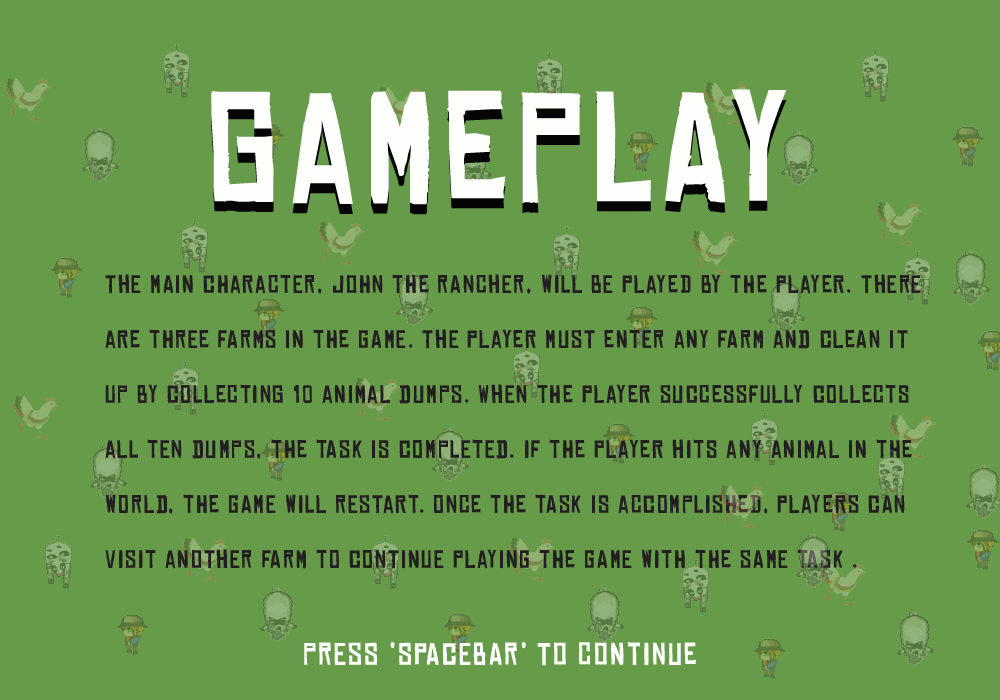 GAMEPLAY
THE MAIN CHARACTER, JOHN THE RANCHER, WILL BE PLAYED BY THE PLAYER. THERE
ARE THREE FARMS IN THE GAME. THE PLAYER MUST ENTER ANY FARM AND CLEAN IT
UP BY COLLECTING 10 ANIMAL DUMPS. WHEN THE PLAYER SUCCESSFULLY COLLECTS
ALL TEN DUMPS, THE TASK IS COMPLETED. IF THE PLAYER HITS ANY ANIMAL IN THE
WORLD, THE GAME WILL RESTART. ONCE THE TASK IS ACCOMPLISHED, PLAYERS CAN
VISIT ANOTHER FARM TO CONTINUE PLAYING THE GAME WITH THE SAME TASK .
PRESS 'SPACEBAR' TO CONTINUE